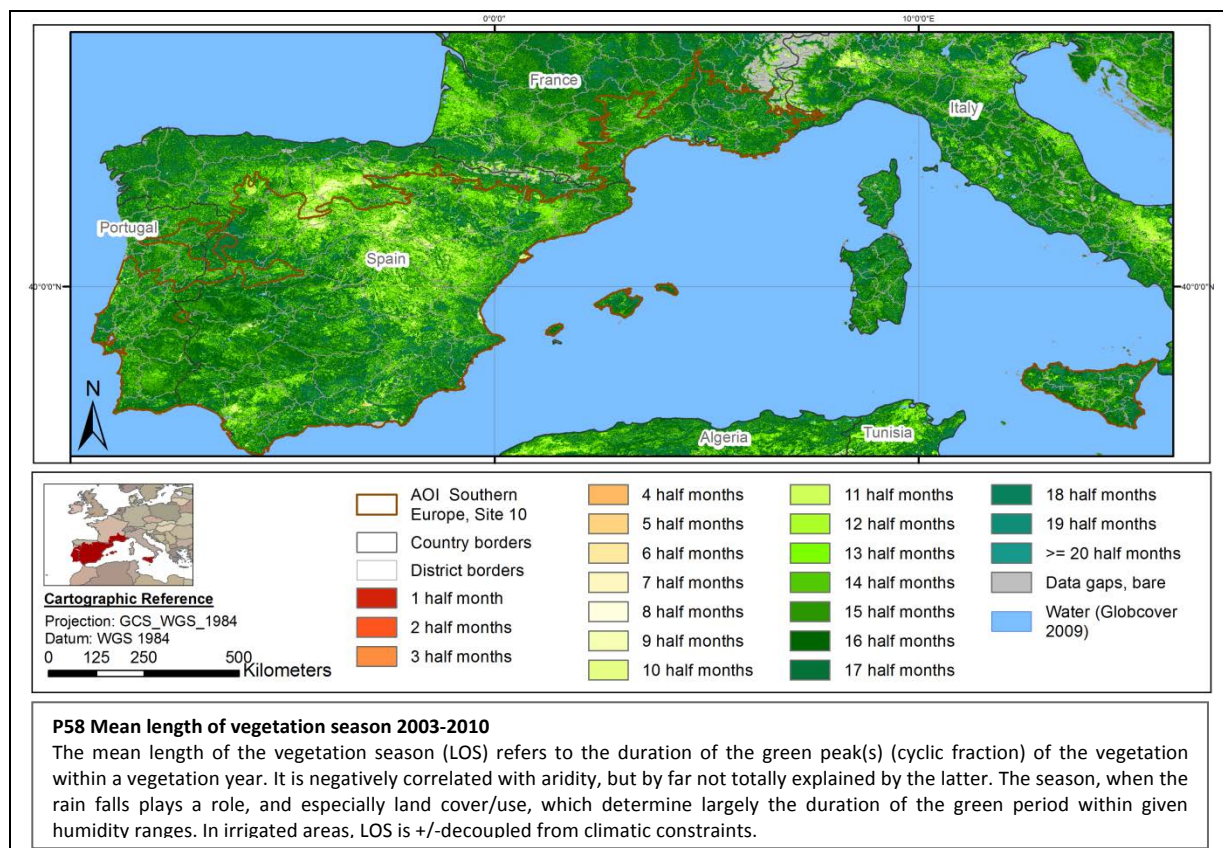 0°0'0"
10°0'0"E
France
Italy
Portugal
Spain
40°0'0"N
40°0'0"N
N
Algeria
Tunisia
Cartographic Reference
Projection: GCS_WGS_1984
Datum: WGS 1984
0 125 250 500
Kilometers
AOI Southern
Europe, Site 10
Country borders
District borders
1 half month
2 half months
3 half months
4 half months
5 half months
6 half months
7 half months
8 half months
9 half months
10 half months
11 half months
12 half months
13 half months
14 half months
15 half months
16 half months
17 half months
18 half months
19 half months
>= 20 half months
Data gaps, bare
Water (Globcover
2009)
P58 Mean length of vegetation season 2003-2010
The mean length of the vegetation season (LOS) refers to the duration of the green peak(s) (cyclic fraction) of the vegetation
within a vegetation year. It is negatively correlated with aridity, but by far not totally explained by the latter. The season, when the
rain falls plays a role, and especially land cover/use, which determine largely the duration of the green period within given
humidity ranges. In irrigated areas, LOS is +/-decoupled from climatic constraints.